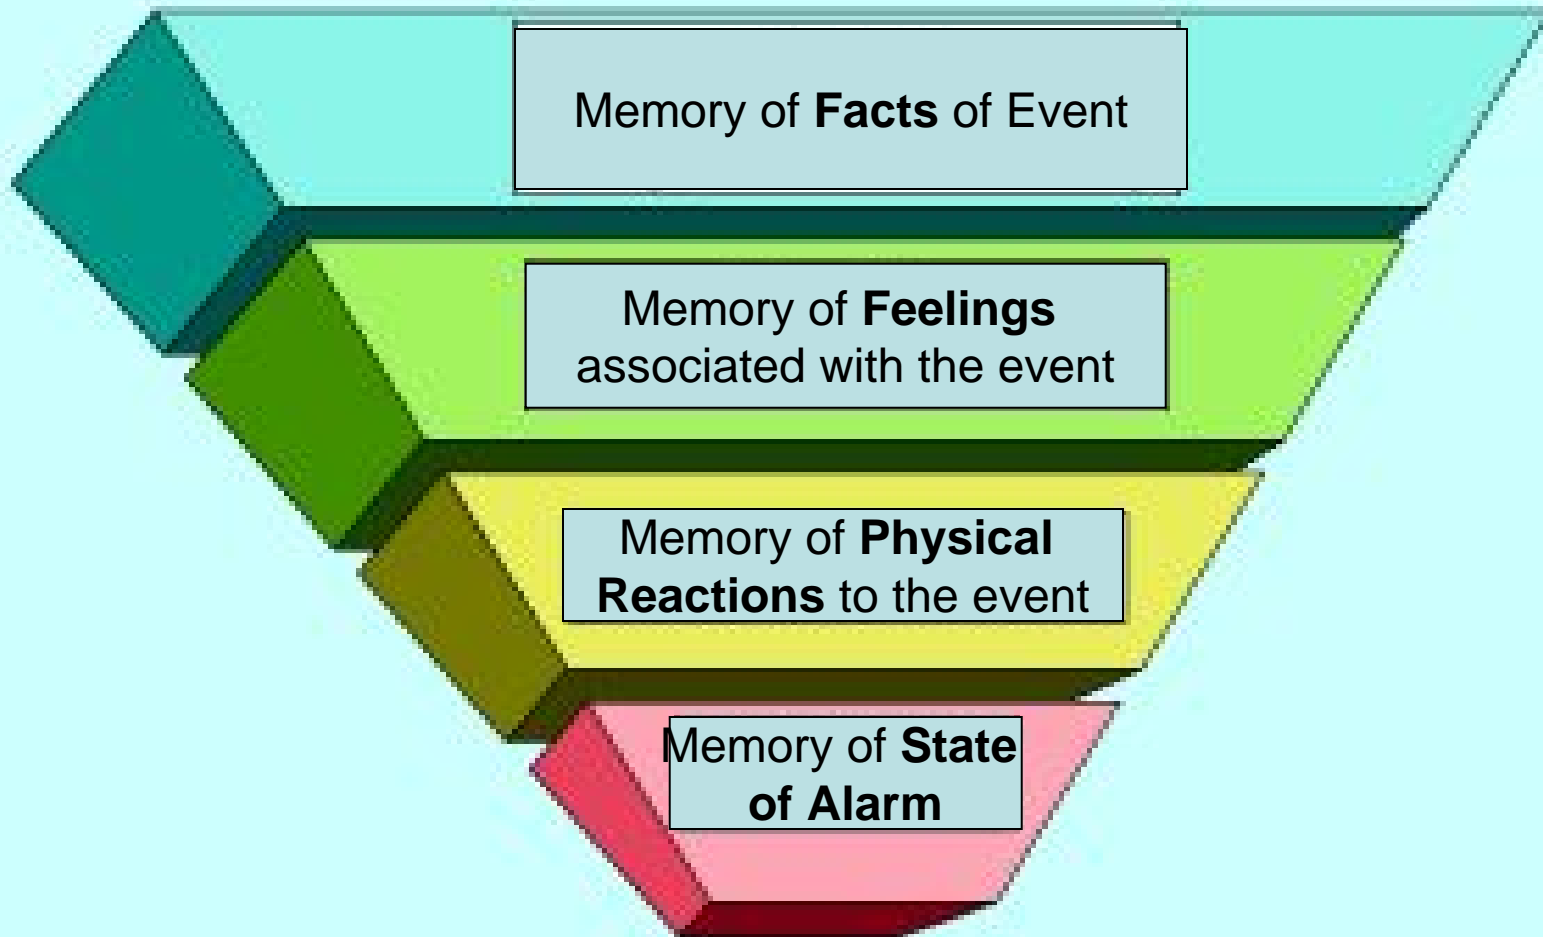 Memory of Facts of Event
Memory of Feelings
associated with the event
Memory of Physical
Reactions to the event
Memory of State
of Alarm